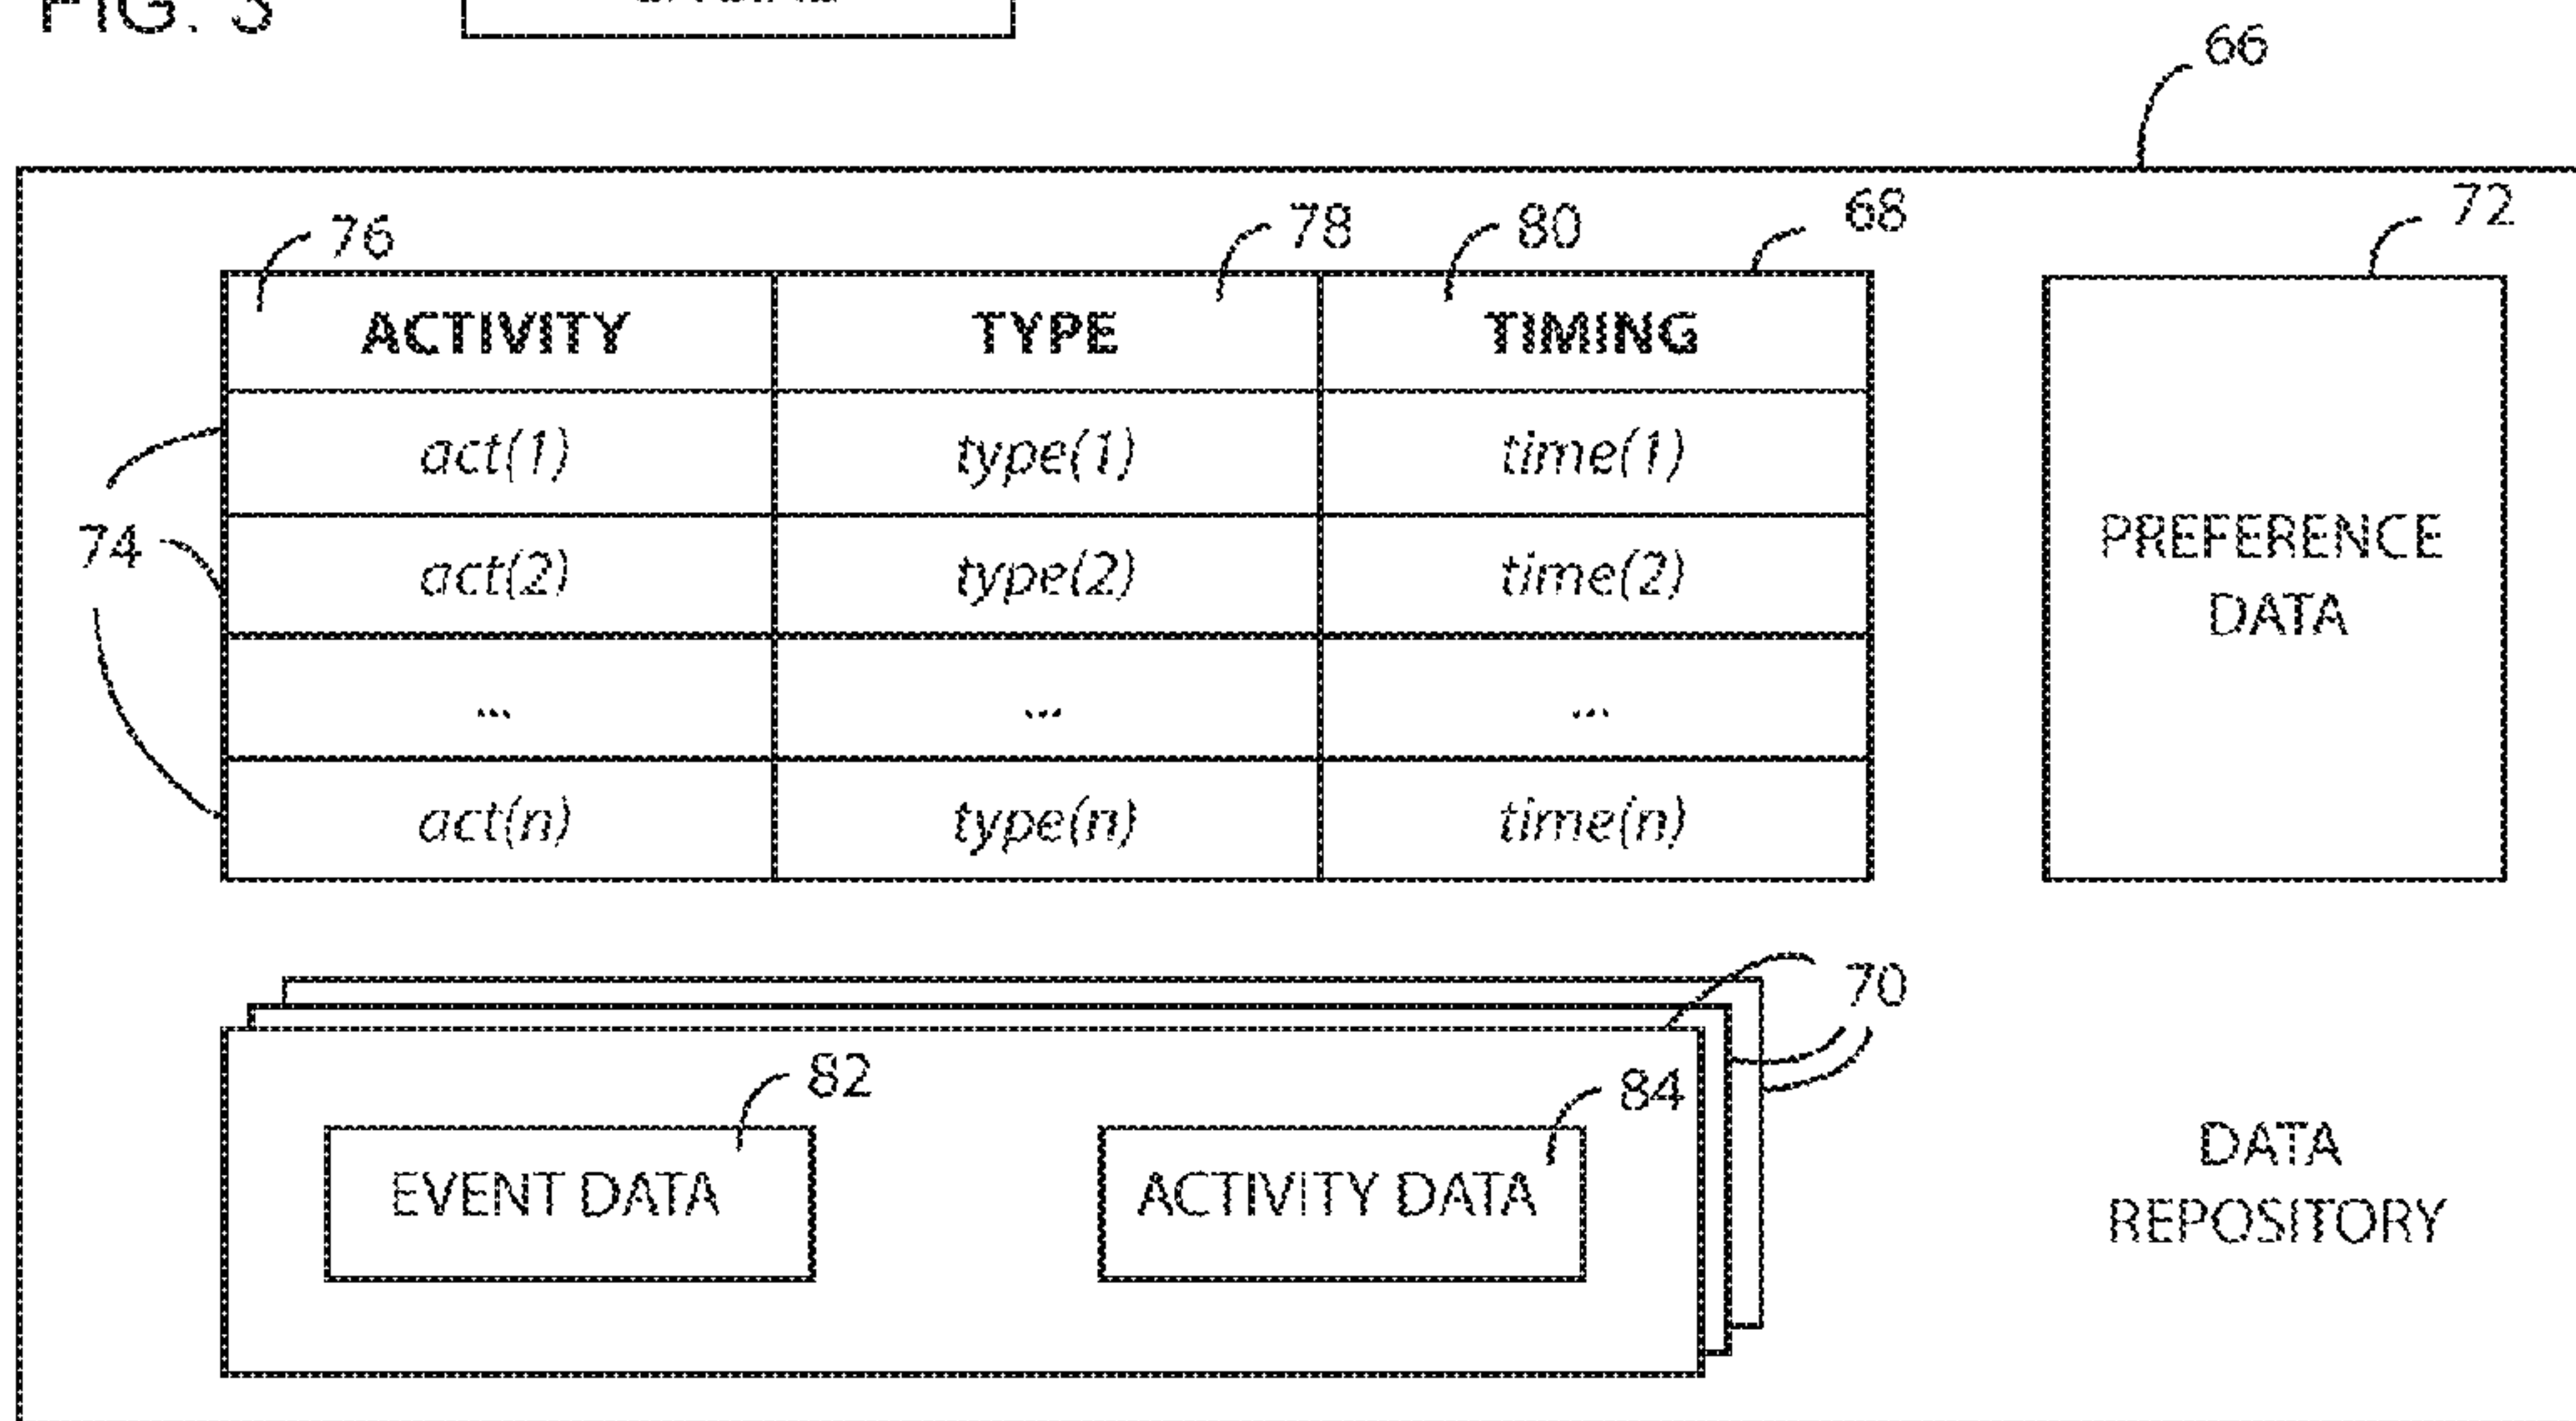 FIG. 3
66
76 78 80 68 72
ACTIVITY TYPE TIMING
act(1) type(1) time(1)
74
act(2) type(2) time(2)
... ... ...
act(n) type(n) time(n)
PREFERENCE
DATA
70
82 84
EVENT DATA ACTIVITY DATA
DATA
REPOSITORY